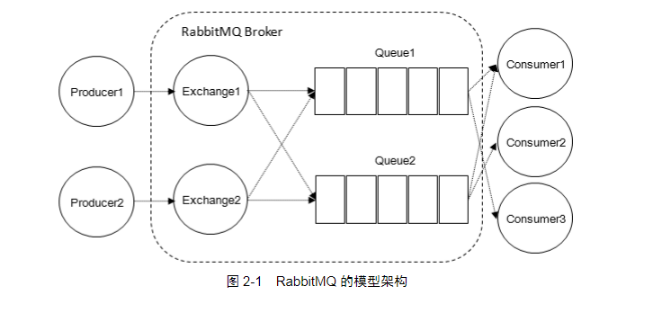 RabbitMQ Broker
Queue1
Producer1
Exchange1
Consumer1
Queue2
Consumer2
Producer2
Exchange2
Consumer3
图 2-1 RabbitMQ 的模型架构